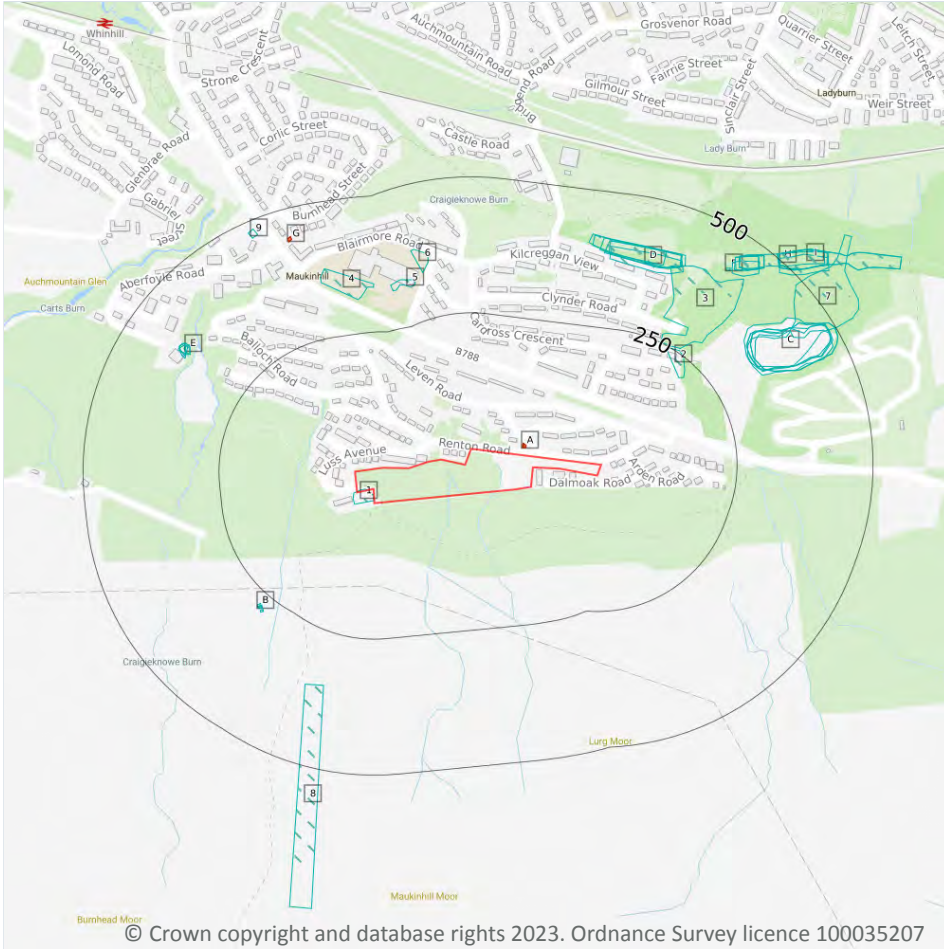 Whinhill
Lomond Road
Strone Crescent
Auchmountain Road
Bridgend Road
Grosvenor Road
Fairrie Street
Gilmour Street
Sinclair Street
Quarrier Street
Leitch Street
Ladyburn
Weir Street
Lady Burn
Corlic Street
Castle Road
Glenbrae Road
Gabriel Street
Bumhead Street
Craigieknowe Burn
500
9
G
Blairmore Road
6
Kilcreggan View
D
H
Aberfoyle Road
Maukinhill
4
5
3
7
Auchmountain Glen
Carts Burn
Clynder Road
E
Balloch Road
Cardross Crescent
250
2
C
B788
Leven Road
Luss Avenue
Renton Road
A
Arden Road
1
Dalmoak Road
B
Craigieknowe Burn
Lurg Moor
8
Maukinhill Moor
Bumhead Moor
© Crown copyright and database rights 2023. Ordnance Survey licence 100035207